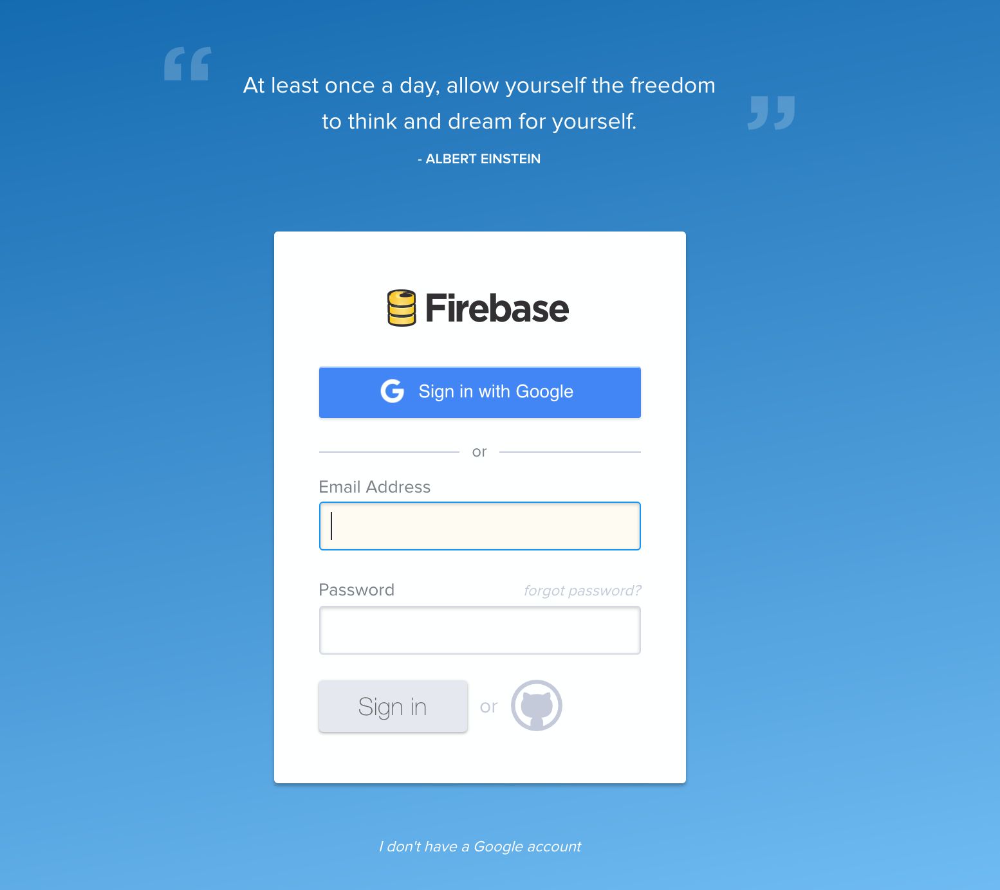 “
At least once a day, allow yourself the freedom
to think and dream for yourself.
”
- ALBERT EINSTEIN
Firebase
G Sign in with Google
or
Email Address
Password forgot password?
Sign in or
I don't have a Google account